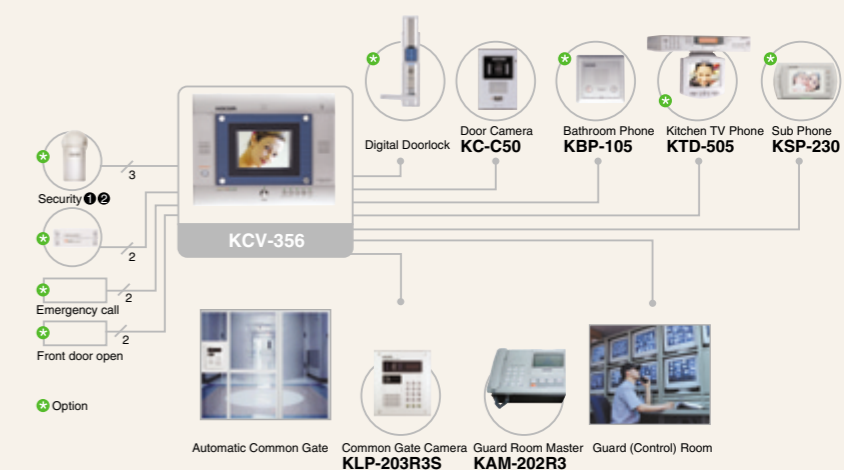 Digital Doorlock
Door Camera
KC-C50
Bathroom Phone
KBP-105
Kitchen TV Phone
KTD-505
Sub Phone
KSP-230
3
Security ❶❷
2
KCV-356
2
Emergency call
2
Front door open
Option
Automatic Common Gate
Common Gate Camera
KLP-203R3S
Guard Room Master
KAM-202R3
Guard (Control) Room